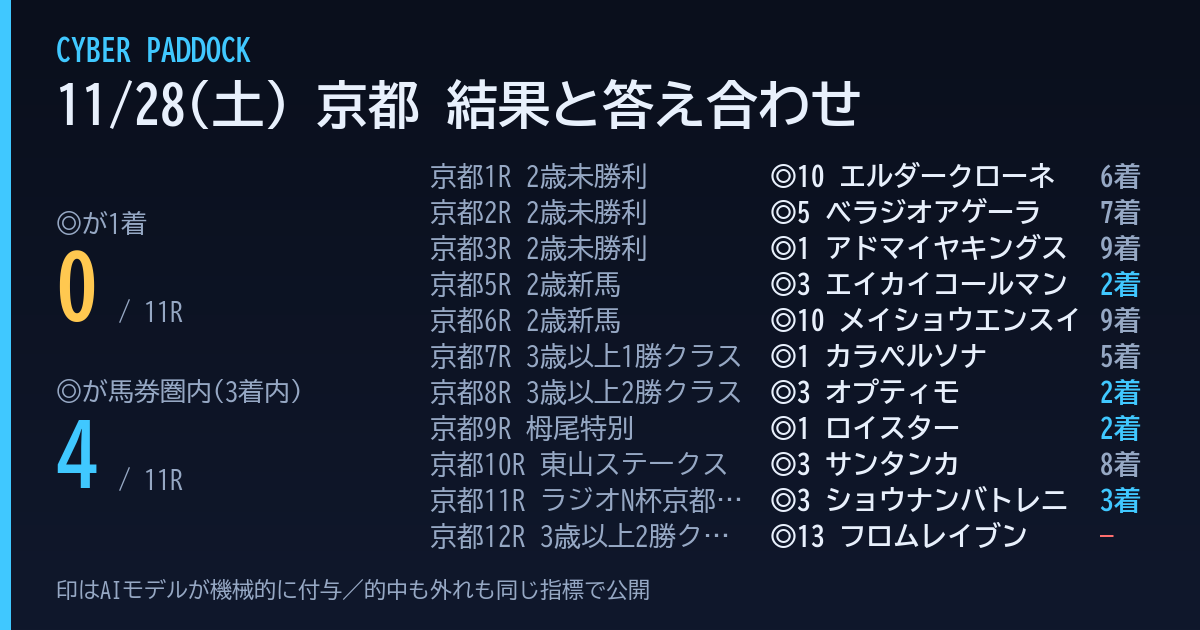 CYBER PADDOCK
11/28(土) 京都 結果と答え合わせ
◎が1着
0 / 11R
◎が馬券圏内(3着内)
4 / 11R
京都1R 2歳未勝利 ◎10 エルダークローネ 6着
京都2R 2歳未勝利 ◎5 ベラジオアゲーラ 7着
京都3R 2歳未勝利 ◎1 アドマイヤキングス 9着
京都5R 2歳新馬 ◎3 エイカイコールマン 2着
京都6R 2歳新馬 ◎10 メイショウエンスイ 9着
京都7R 3歳以上1勝クラス ◎1 カラペルソナ 5着
京都8R 3歳以上2勝クラス ◎3 オプティモ 2着
京都9R 栂尾特別 ◎1 ロイスター 2着
京都10R 東山ステークス ◎3 サンタンカ 8着
京都11R ラジオN杯京都… ◎3 ショウナンバトレニ 3着
京都12R 3歳以上2勝ク… ◎13 フロムレイブン –
印はAIモデルが機械的に付与／的中も外れも同じ指標で公開